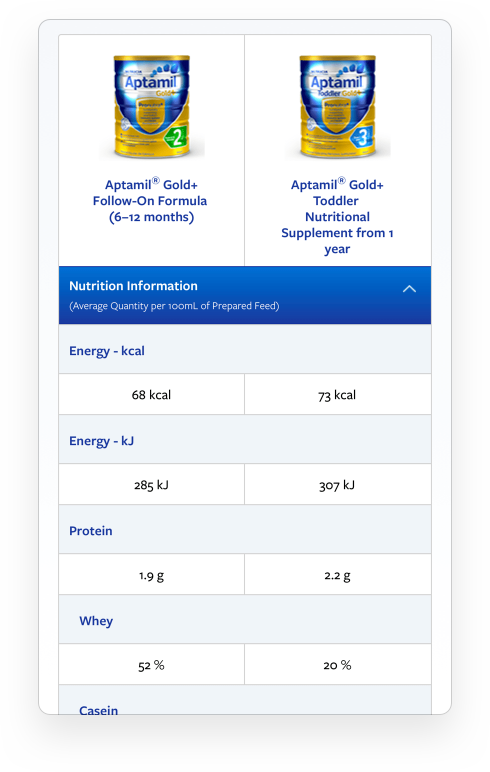 Aptamil
Gold+
2
Aptamil
Toddler Gold+
3
Aptamil® Gold+
Follow-On Formula
(6–12 months)
Aptamil® Gold+
Toddler
Nutritional
Supplement from 1
year
Nutrition Information
(Average Quantity per 100mL of Prepared Feed)
Energy - kcal
68 kcal
73 kcal
Energy - kJ
285 kJ
307 kJ
Protein
1.9 g
2.2 g
Whey
52 %
20 %
Casein